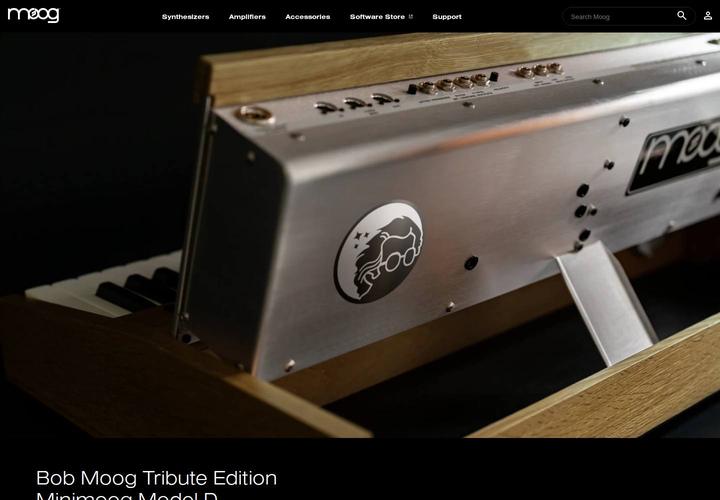 moog
Synthesizers
Amplifiers
Accessories
Software Store
Support
Search Moog
moog
Bob Moog Tribute Edition
Minimoog Model D